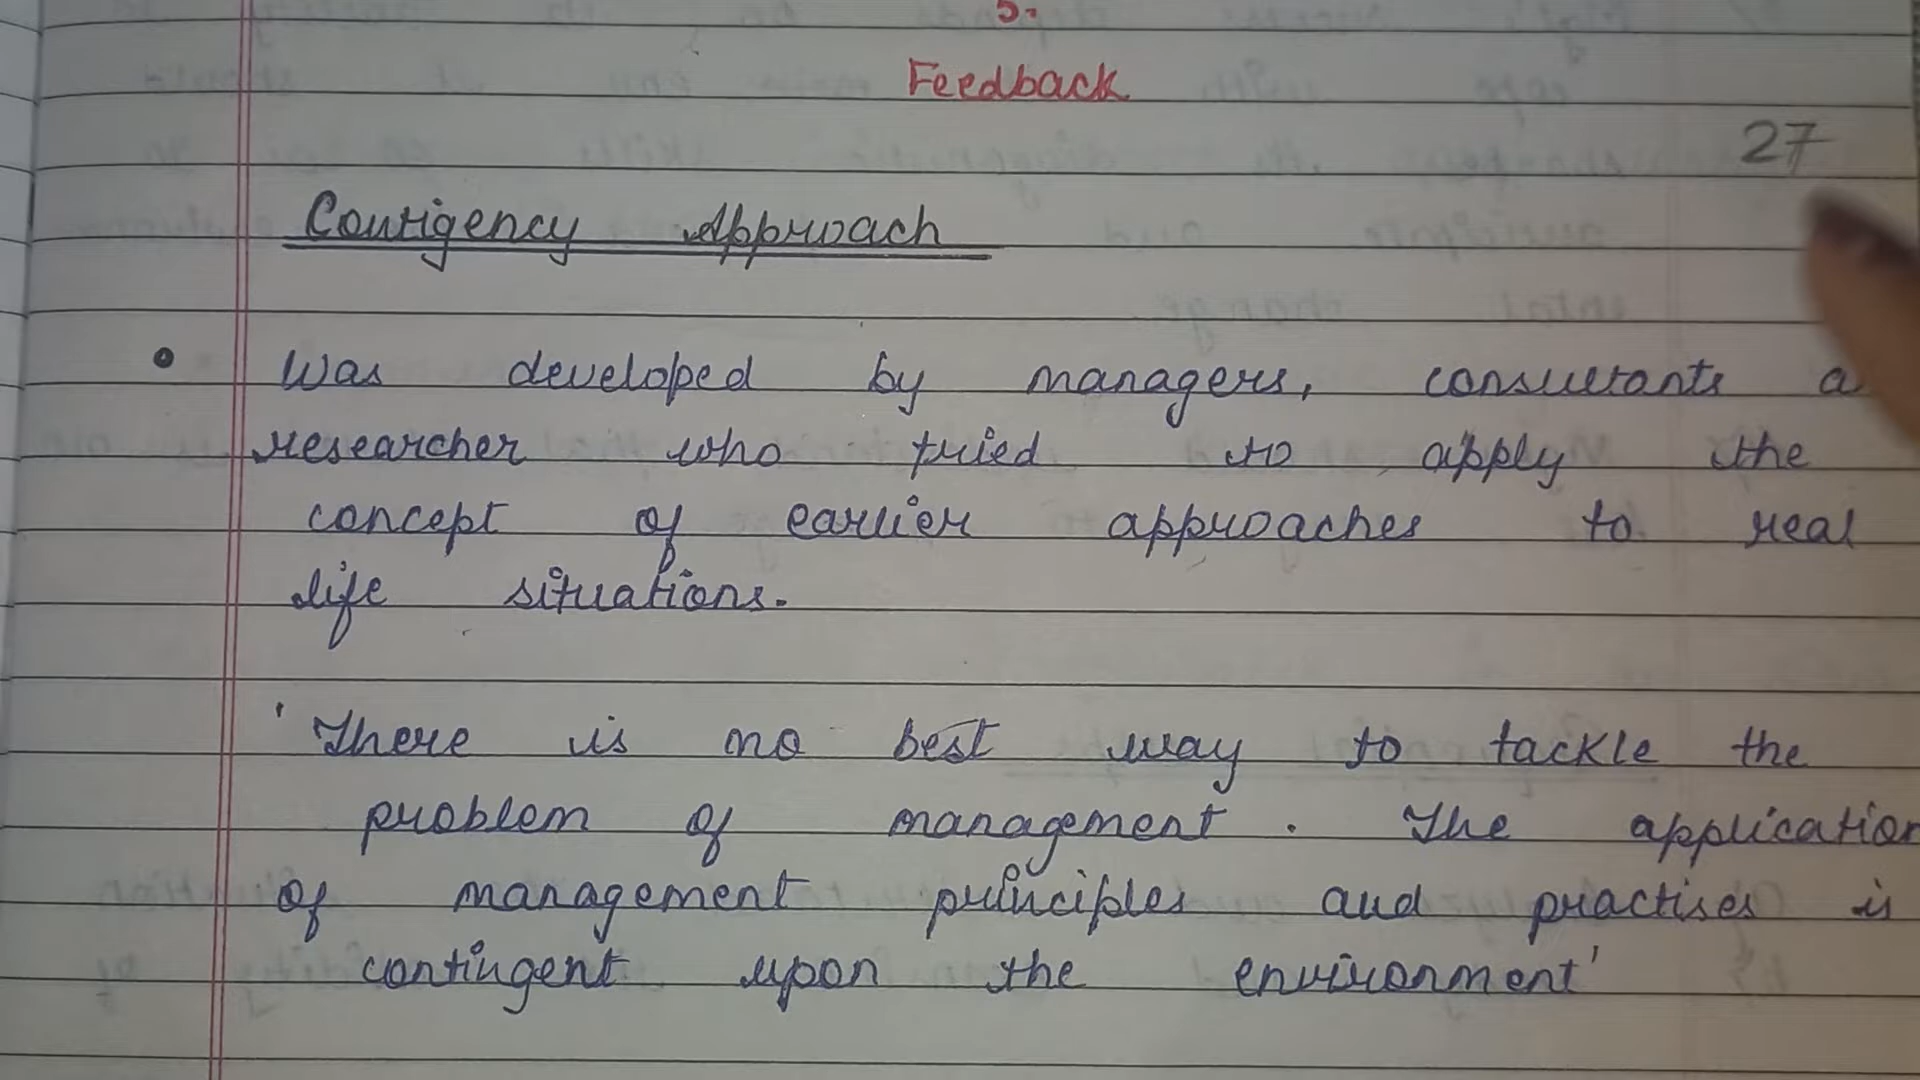 5.
Feedback
27
Contigency Approach
• Was developed by managers, consultants a
researcher who tried to apply the
concept of earlier approaches to real
life situations.
'There is no best way to tackle the
problem of management. The application
of management principles and practises is
contingent upon the environment'